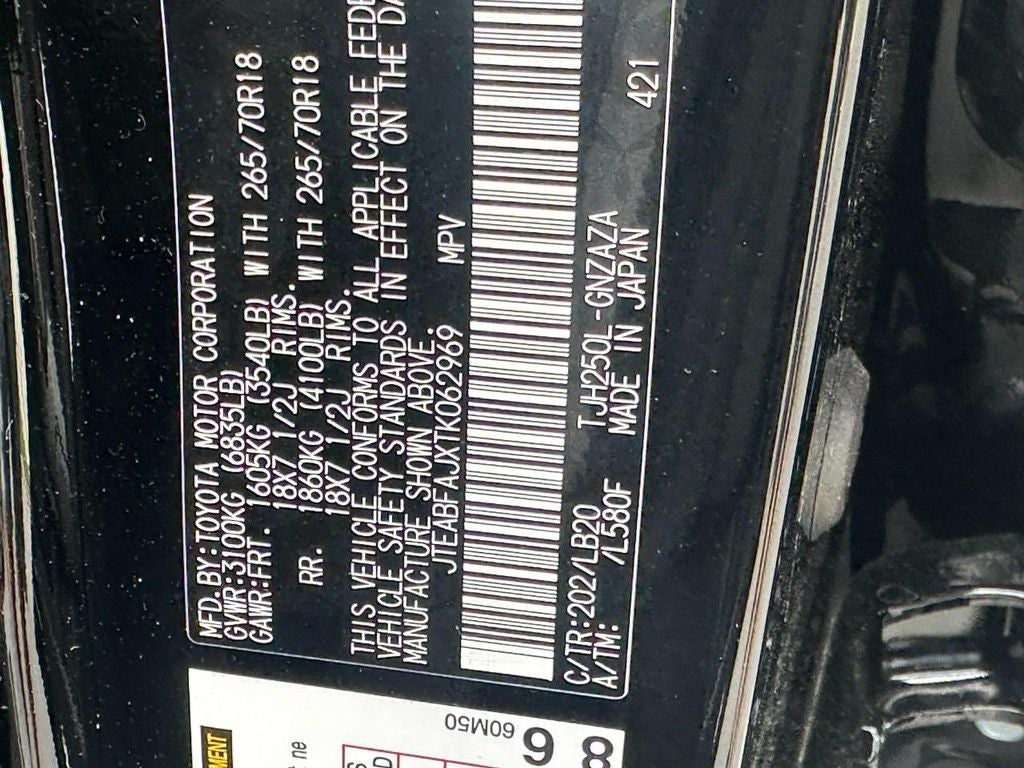 MFD.BY:TOYOTA MOTOR CORPORATION
GVWR:3100KG (6835LB)
GAWR:FRT. 1605KG (3540LB) WITH 265/70R18
18X7 1/2J RIMS.
RR. 1860KG (4100LB) WITH 265/70R18
18X7 1/2J RIMS.
THIS VEHICLE CONFORMS TO ALL APPLICABLE FEDE
VEHICLE SAFETY STANDARDS IN EFFECT ON THE DA
MANUFACTURE SHOWN ABOVE.
JTEABFAJXTK062969 MPV
C/TR:202/LB20 TJH250L-GNZAZA
A/TM: /L580F MADE IN JAPAN 421
60M50
MENT
ne
9
8